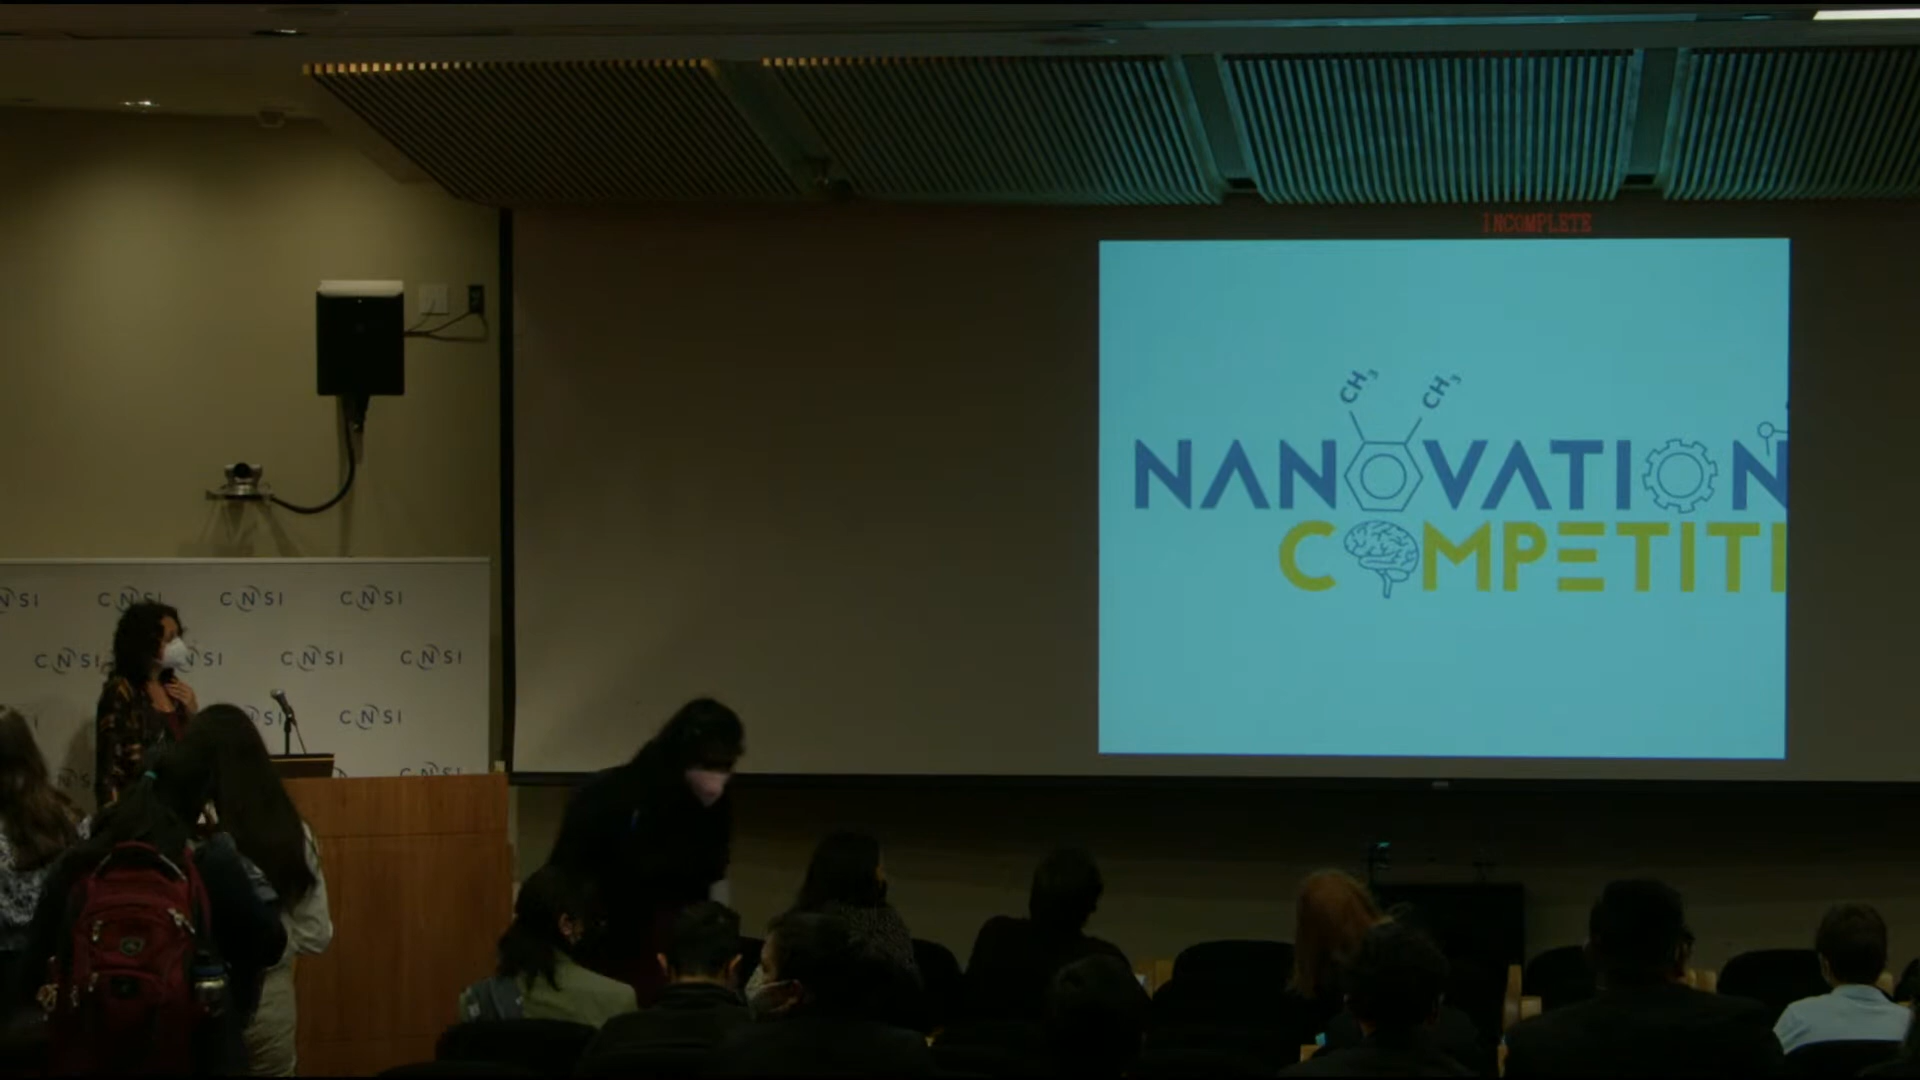 INCOMPLETE
CH3 CH3
NANOVATION
COMPETITI
CNSI CNSI CNSI
CNSI CNSI CNSI
CNSI
CNSI